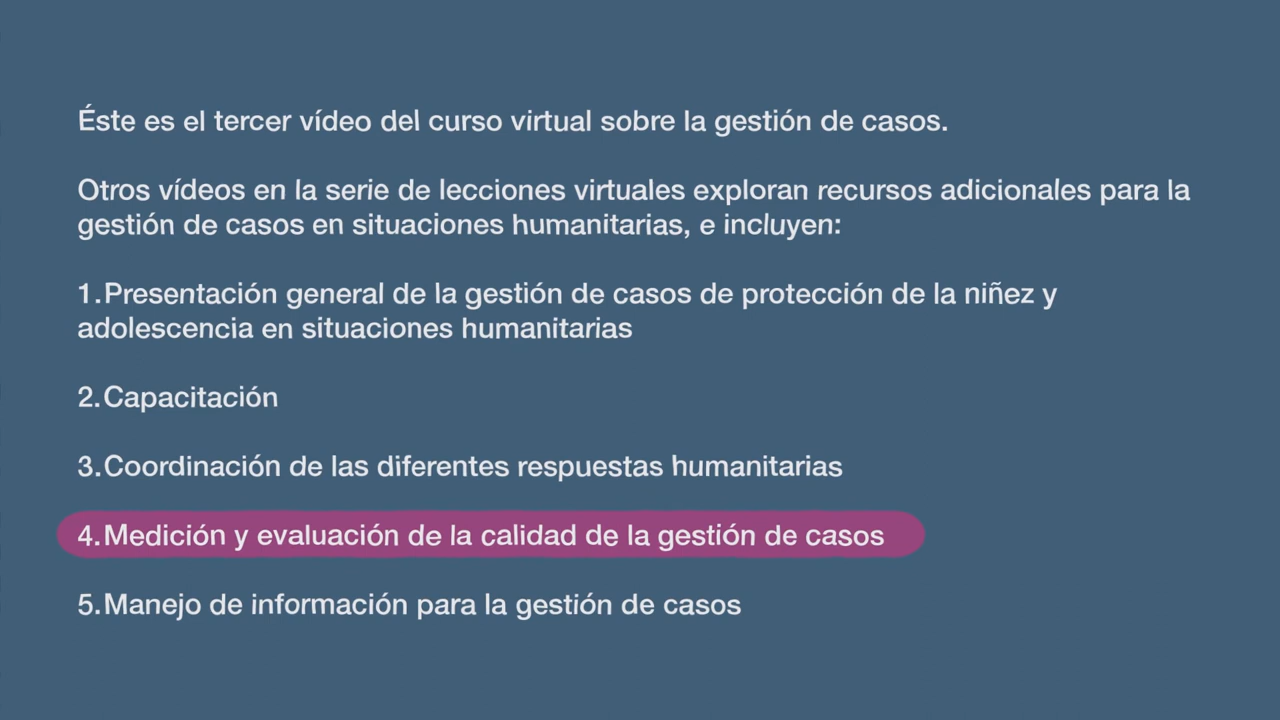 Éste es el tercer vídeo del curso virtual sobre la gestión de casos.
Otros vídeos en la serie de lecciones virtuales exploran recursos adicionales para la
gestión de casos en situaciones humanitarias, e incluyen:
1.Presentación general de la gestión de casos de protección de la niñez y
adolescencia en situaciones humanitarias
2.Capacitación
3.Coordinación de las diferentes respuestas humanitarias
4.Medición y evaluación de la calidad de la gestión de casos
5.Manejo de información para la gestión de casos